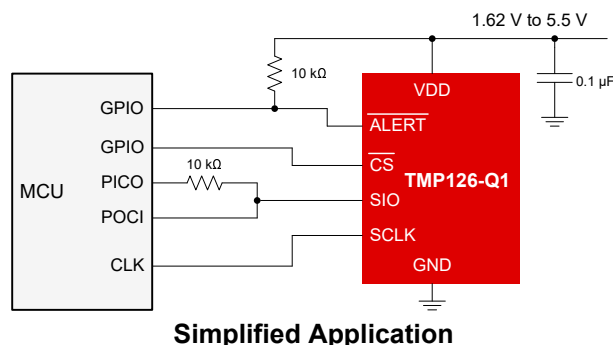 1.62 V to 5.5 V
10 kΩ
0.1 µF
VDD
GPIO
ALERT
GPIO
CS
10 kΩ
TMP126-Q1
PICO
MCU
SIO
POCI
SCLK
CLK
GND
Simplified Application